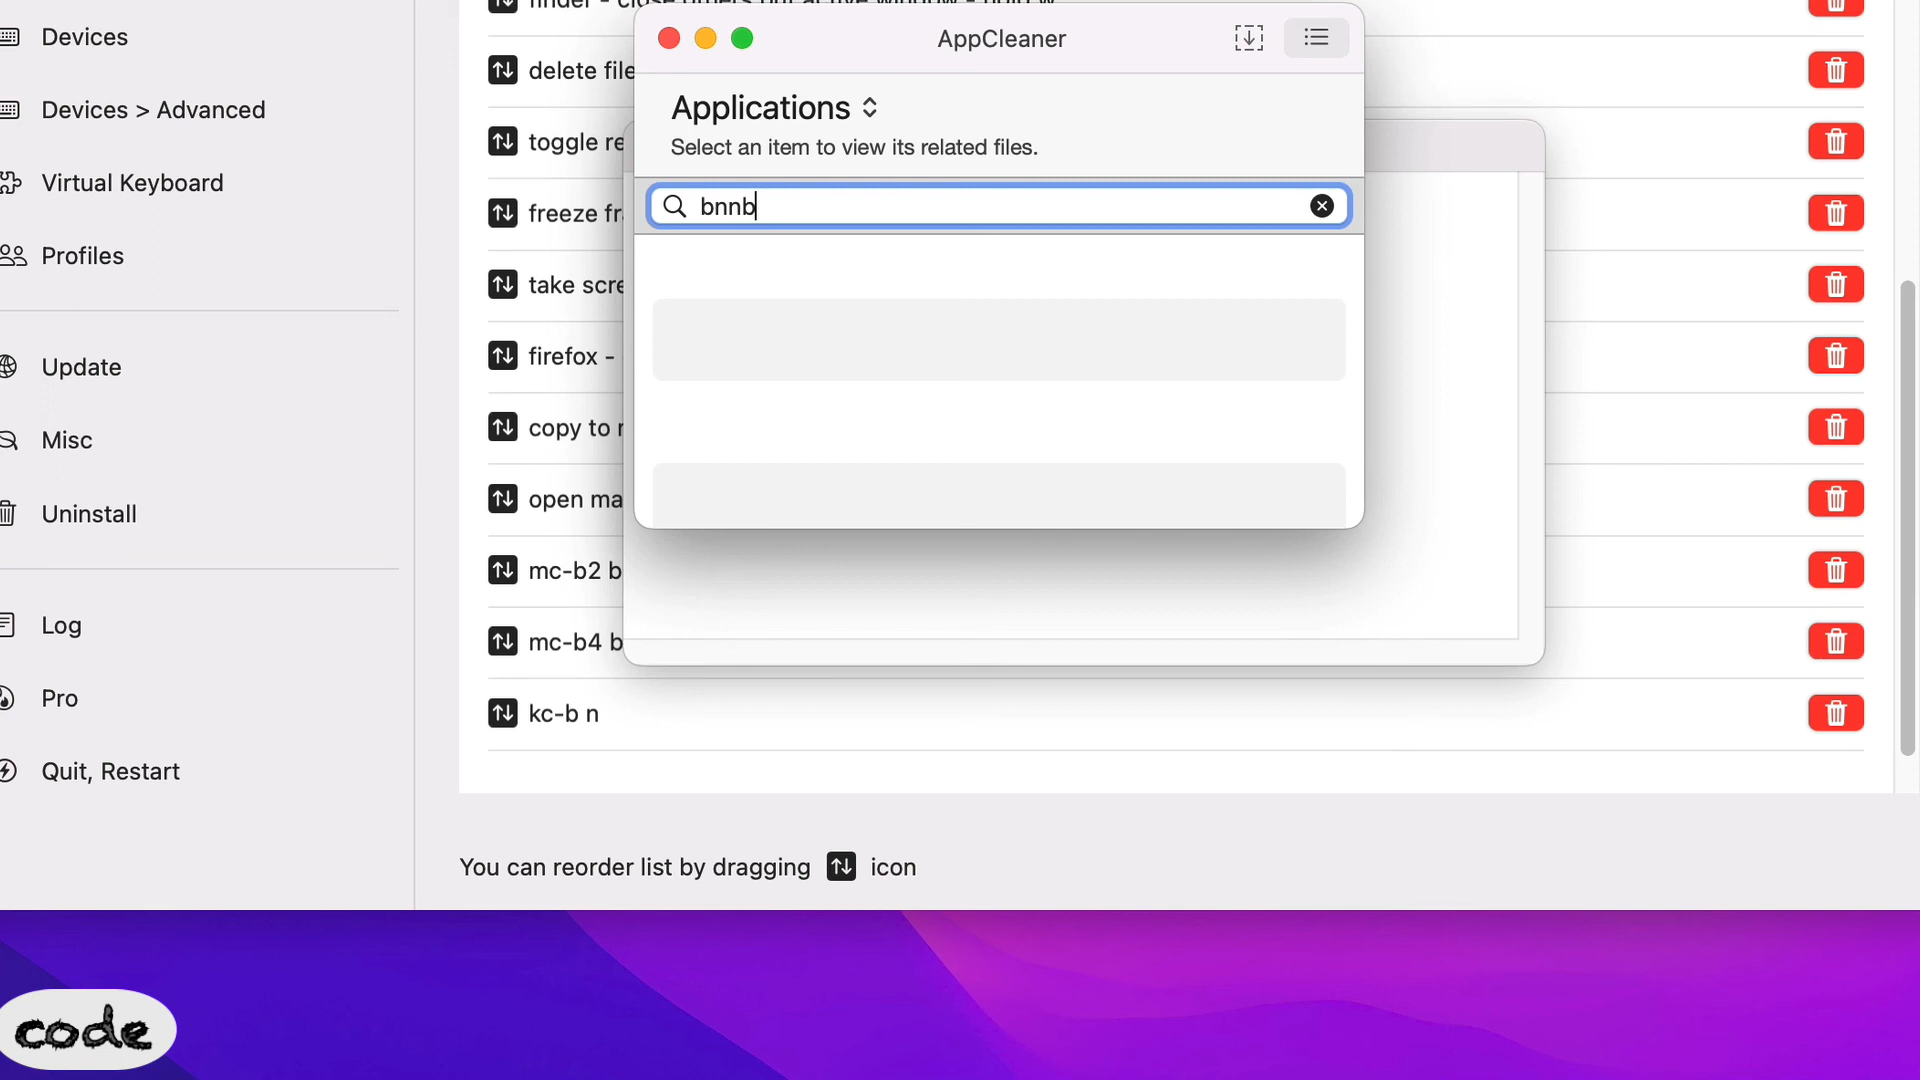 Devices
Devices > Advanced
Virtual Keyboard
Profiles
Update
Misc
Uninstall
Log
Pro
Quit, Restart
delete file
toggle re
freeze fr
take scre
firefox -
copy to
open ma
mc-b2 b
mc-b4 b
kc-b n
You can reorder list by dragging icon
AppCleaner
Applications
Select an item to view its related files.
bnnb
code